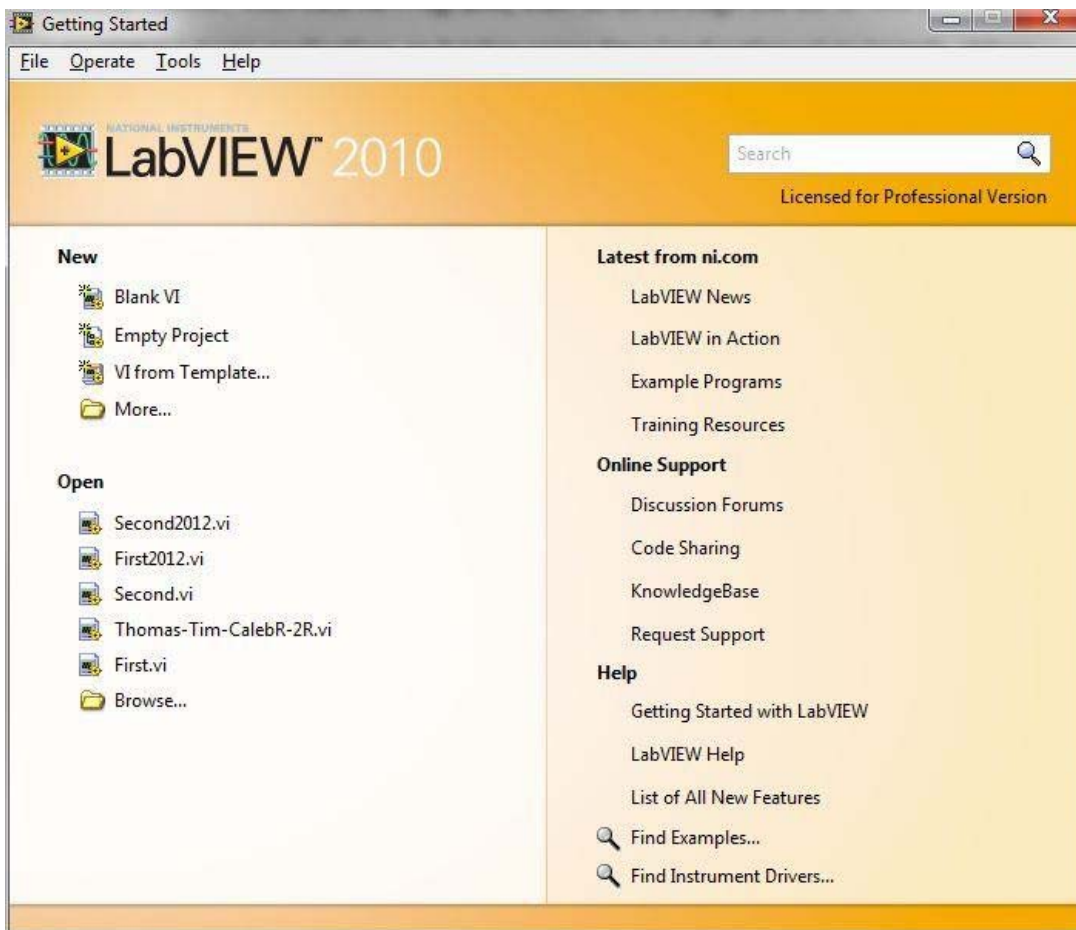 Getting Started
File Operate Tools Help
NATIONAL INSTRUMENTS
LabVIEW™ 2010
Search
Licensed for Professional Version
New
Blank VI
Empty Project
VI from Template...
More...
Open
Second2012.vi
First2012.vi
Second.vi
Thomas-Tim-CalebR-2R.vi
First.vi
Browse...
Latest from ni.com
LabVIEW News
LabVIEW in Action
Example Programs
Training Resources
Online Support
Discussion Forums
Code Sharing
KnowledgeBase
Request Support
Help
Getting Started with LabVIEW
LabVIEW Help
List of All New Features
Find Examples...
Find Instrument Drivers...